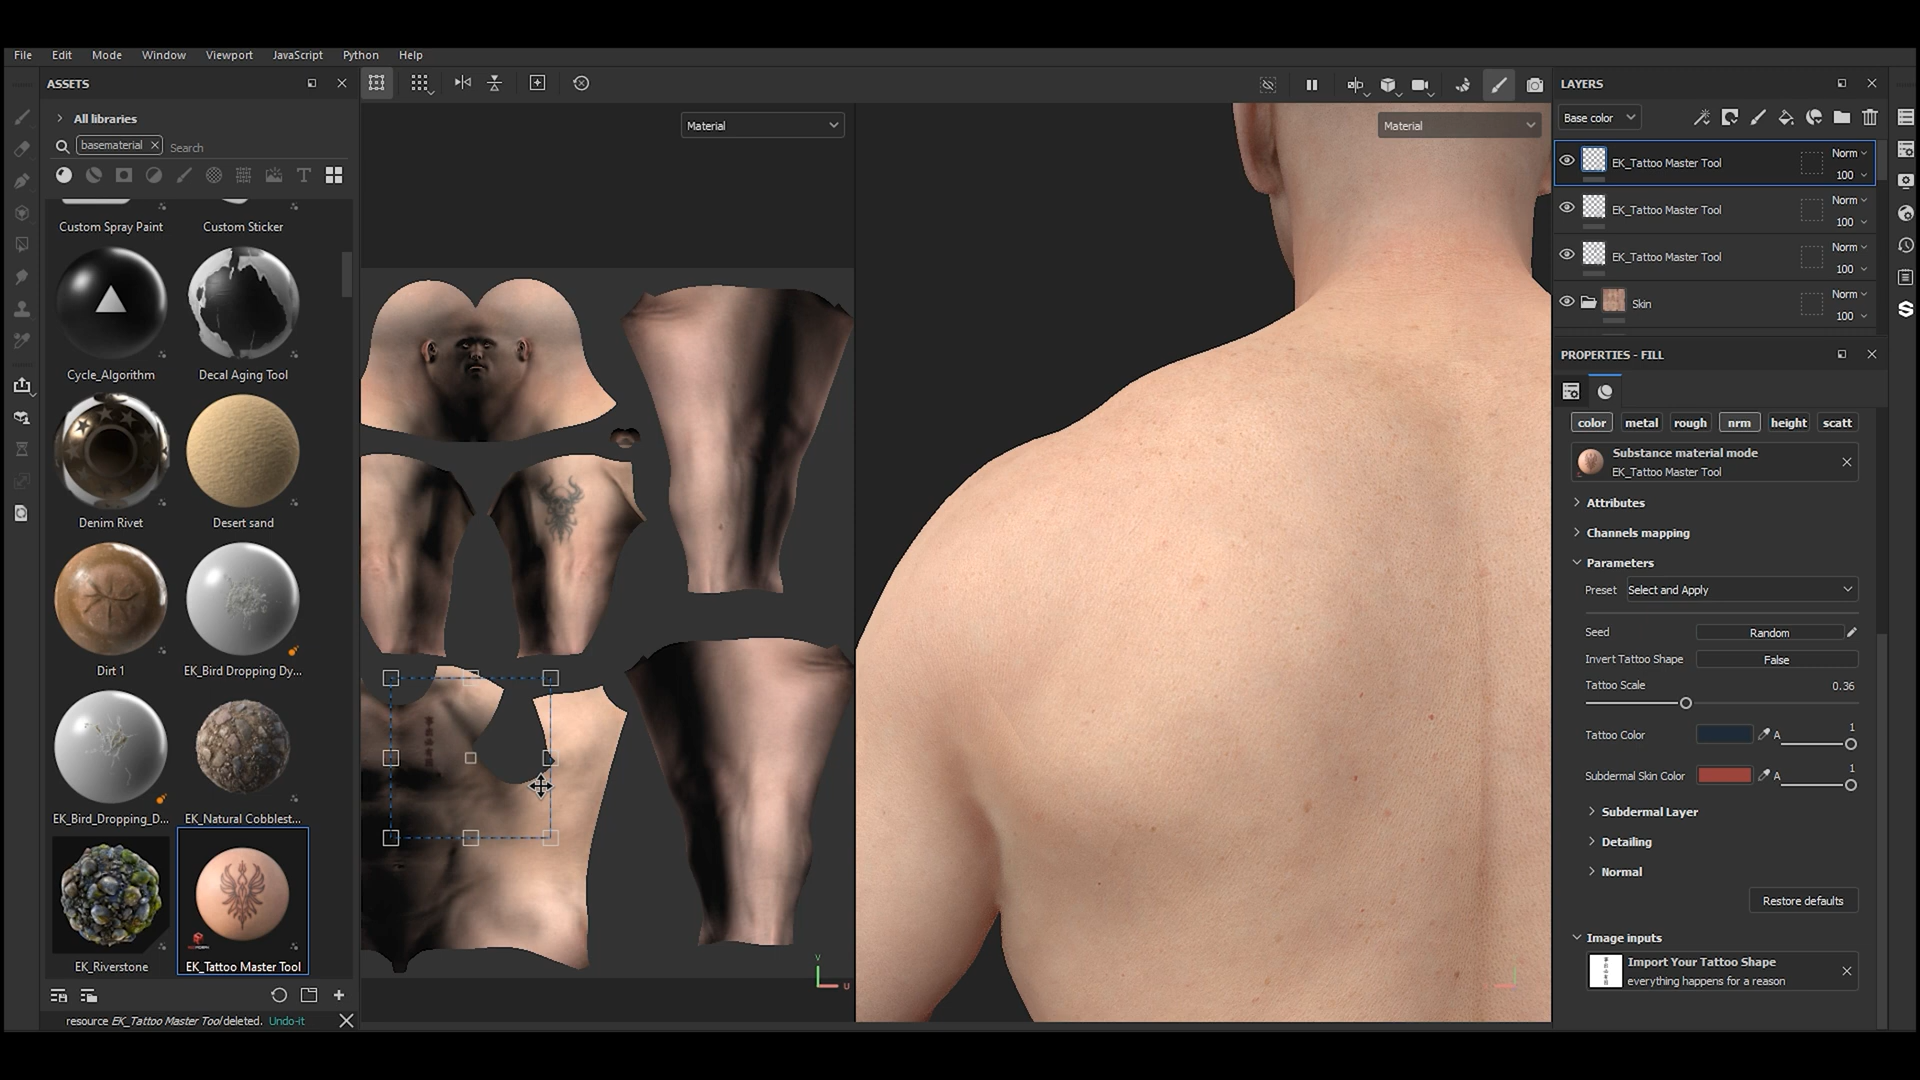 File Edit Mode Window Viewport JavaScript Python Help
ASSETS
All libraries
basematerial Search
Custom Spray Paint
Custom Sticker
Cycle_Algorithm
Decal Aging Tool
Denim Rivet
Desert sand
Dirt 1
EK_Bird Dropping Dy...
EK_Bird_Dropping_D...
EK_Natural Cobblest...
EK_Riverstone
EK_Tattoo Master Tool
resource EK_Tattoo Master Tool deleted. Undo-it
Material
V
U
Material
LAYERS
Base color
EK_Tattoo Master Tool
Norm
100
EK_Tattoo Master Tool
Norm
100
EK_Tattoo Master Tool
Norm
100
Skin
Norm
100
PROPERTIES - FILL
color metal rough nrm height scatt
Substance material mode
EK_Tattoo Master Tool
Attributes
Channels mapping
Parameters
Preset Select and Apply
Seed Random
Invert Tattoo Shape False
Tattoo Scale 0.36
Tattoo Color A 1
Subdermal Skin Color A 1
Subdermal Layer
Detailing
Normal
Restore defaults
Image inputs
Import Your Tattoo Shape
everything happens for a reason